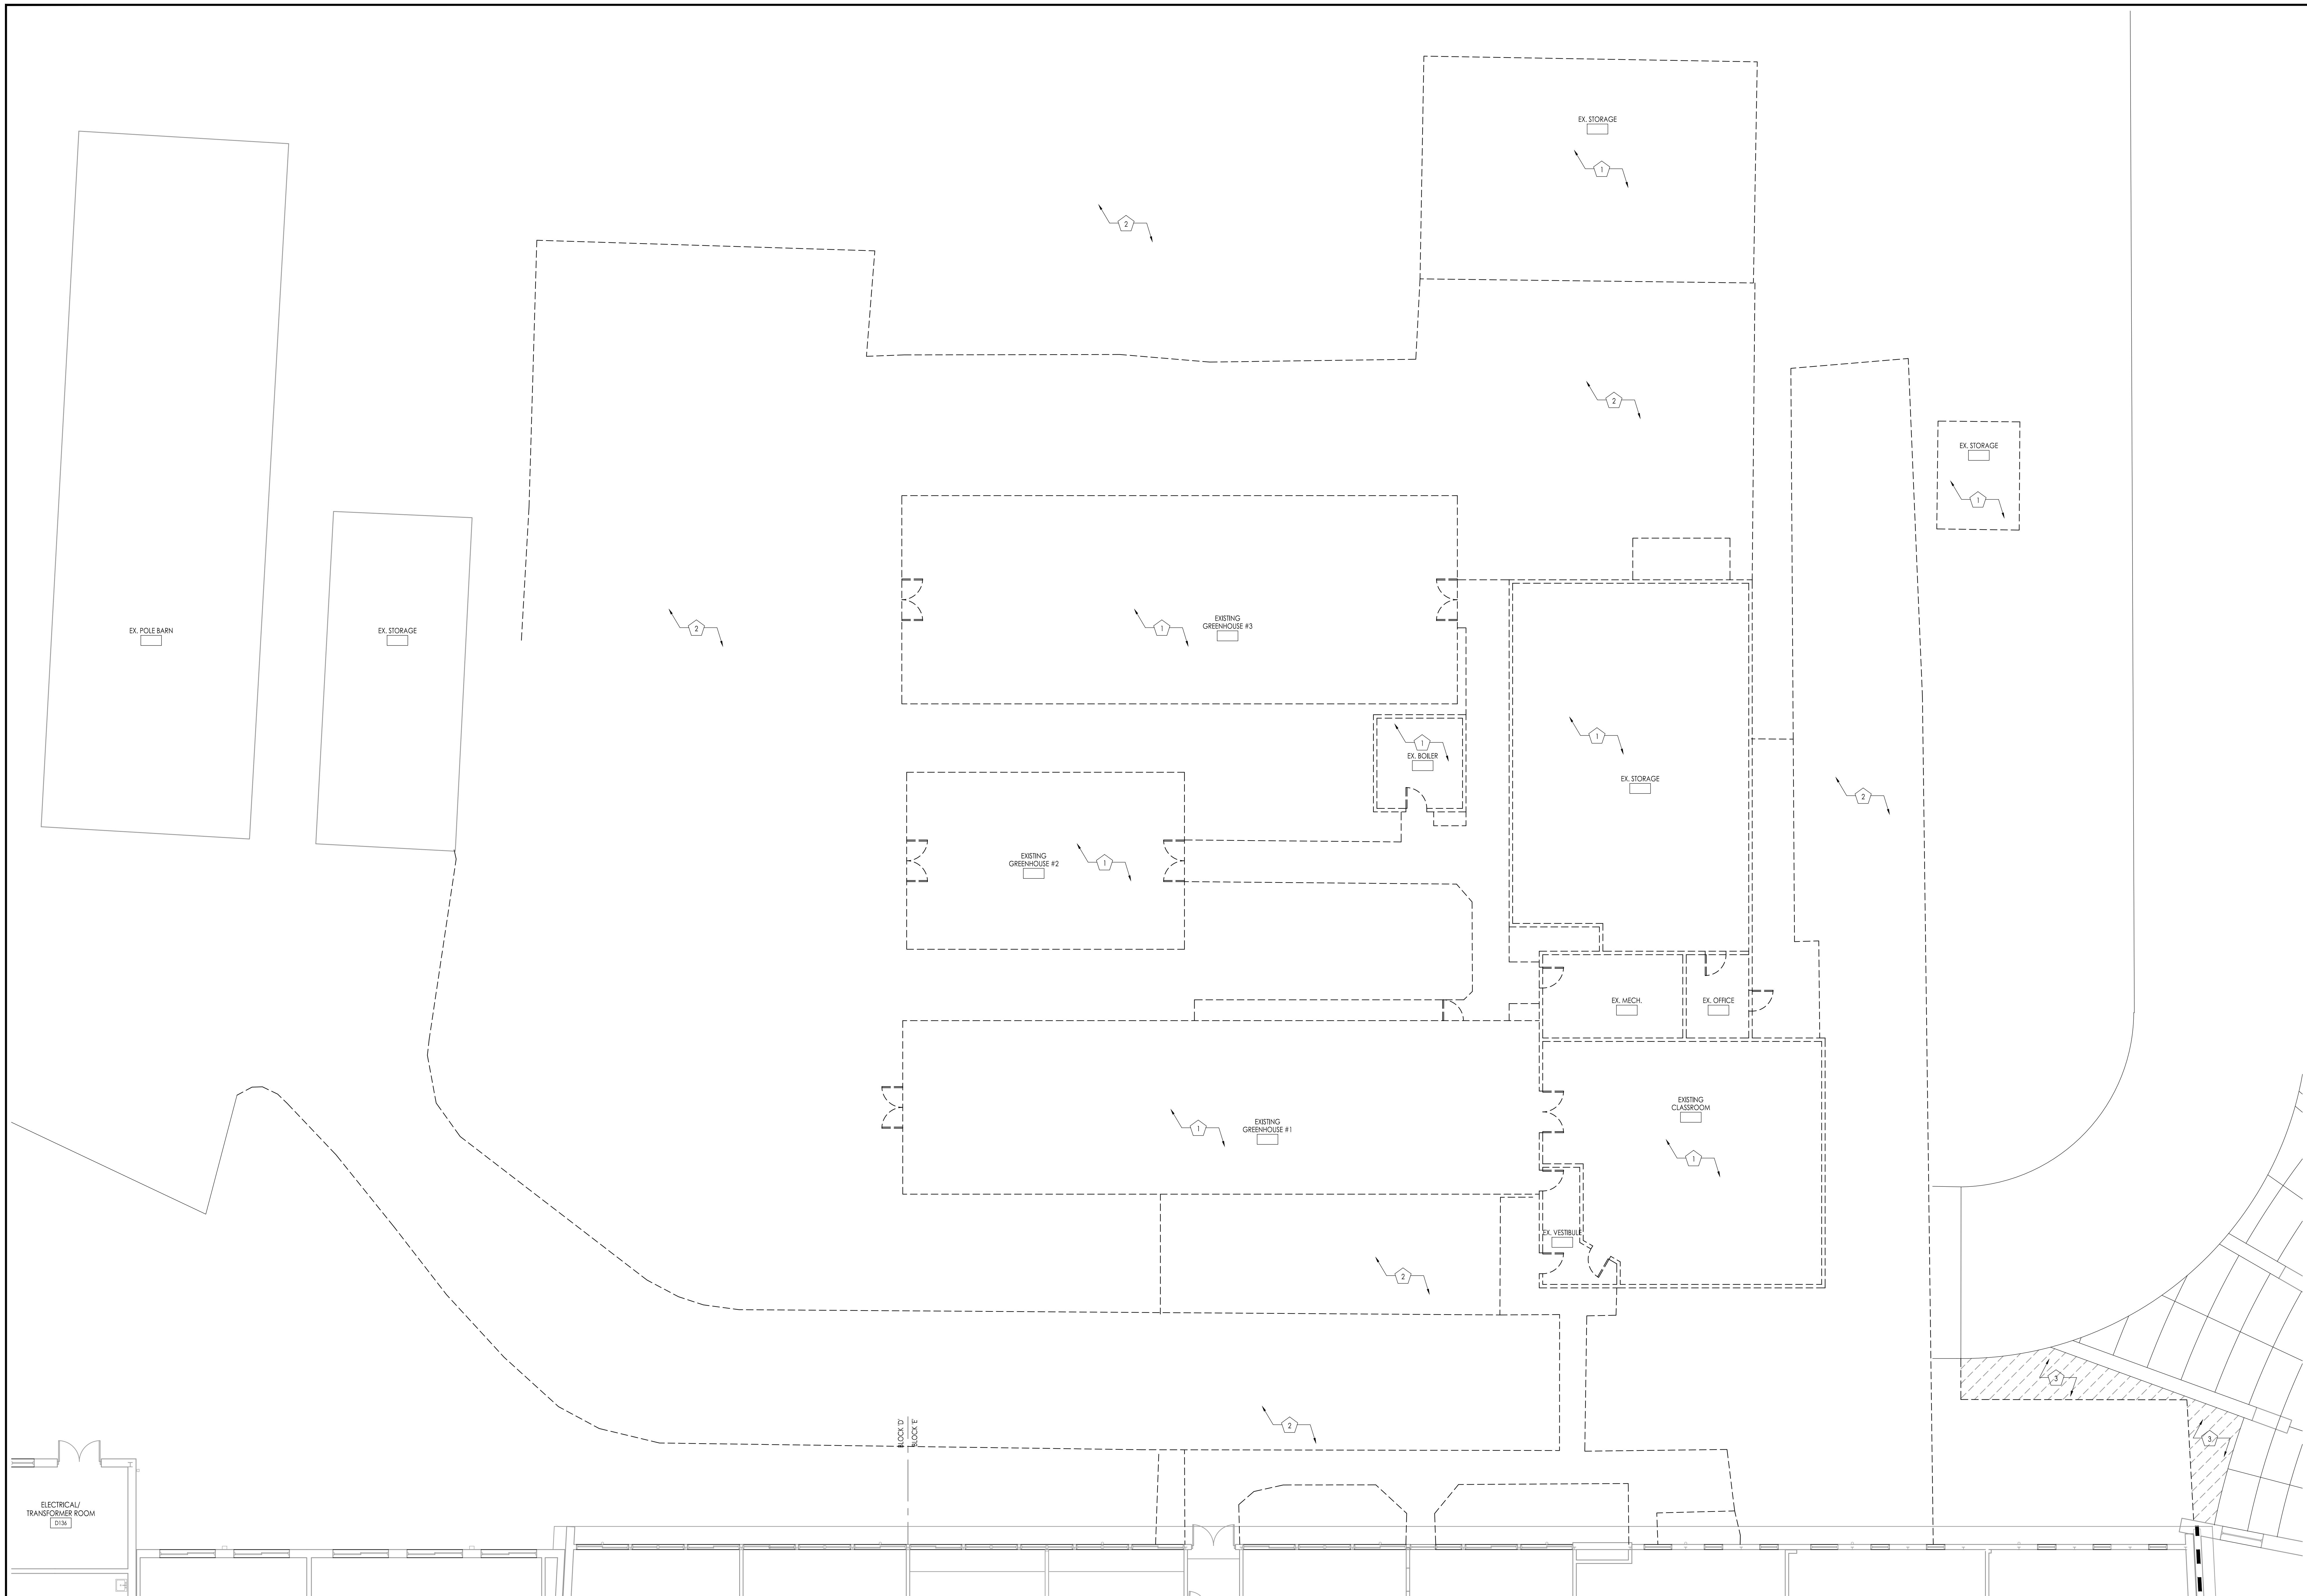 EX. STORAGE
1
2
2
EX. STORAGE
1
EX. POLE BARN
EX. STORAGE
2
1
EXISTING
GREENHOUSE #3
1
EX. BOILER
1
EX. STORAGE
2
EXISTING
GREENHOUSE #2
1
EX. MECH.
EX. OFFICE
EXISTING
CLASSROOM
1
1
EXISTING
GREENHOUSE #1
EX. VESTIBULE
2
3
2
3
BLOCK 'D'
BLOCK 'E'
ELECTRICAL/
TRANSFORMER ROOM
D136